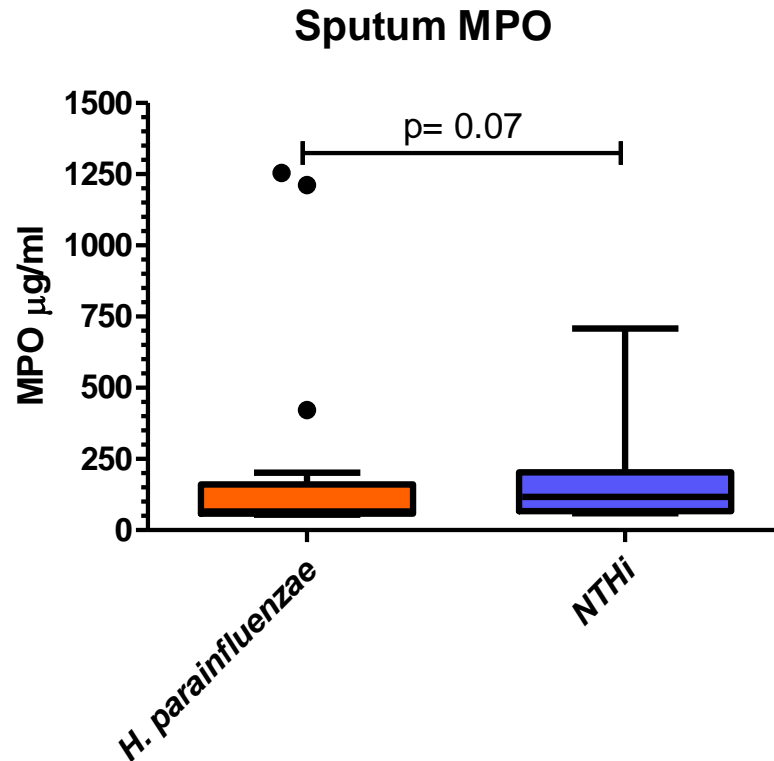 Sputum MPO
p= 0.07
MPO μg/ml
1500
1250
1000
750
500
250
0
H. parainfluenzae
NTHi